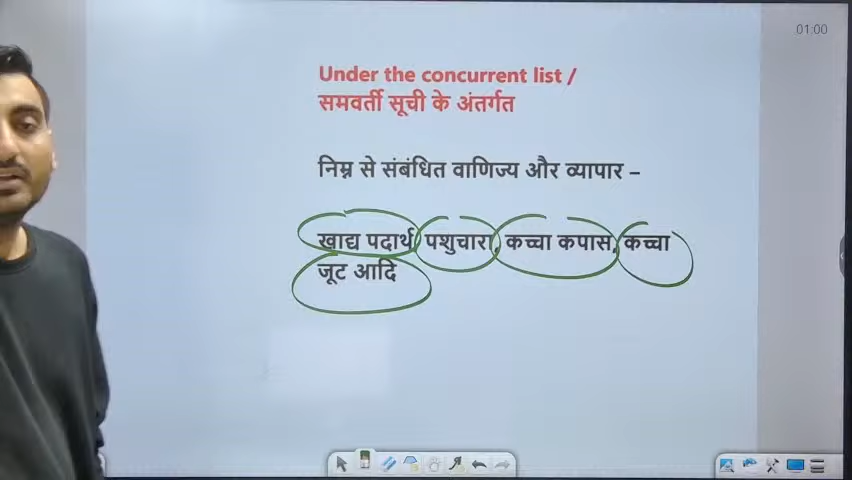 01:00
Under the concurrent list /
समवर्ती सूची के अंतर्गत
निम्न से संबंधित वाणिज्य और व्यापार –
खाद्य पदार्थ, पशुचारा, कच्चा कपास, कच्चा
जूट आदि